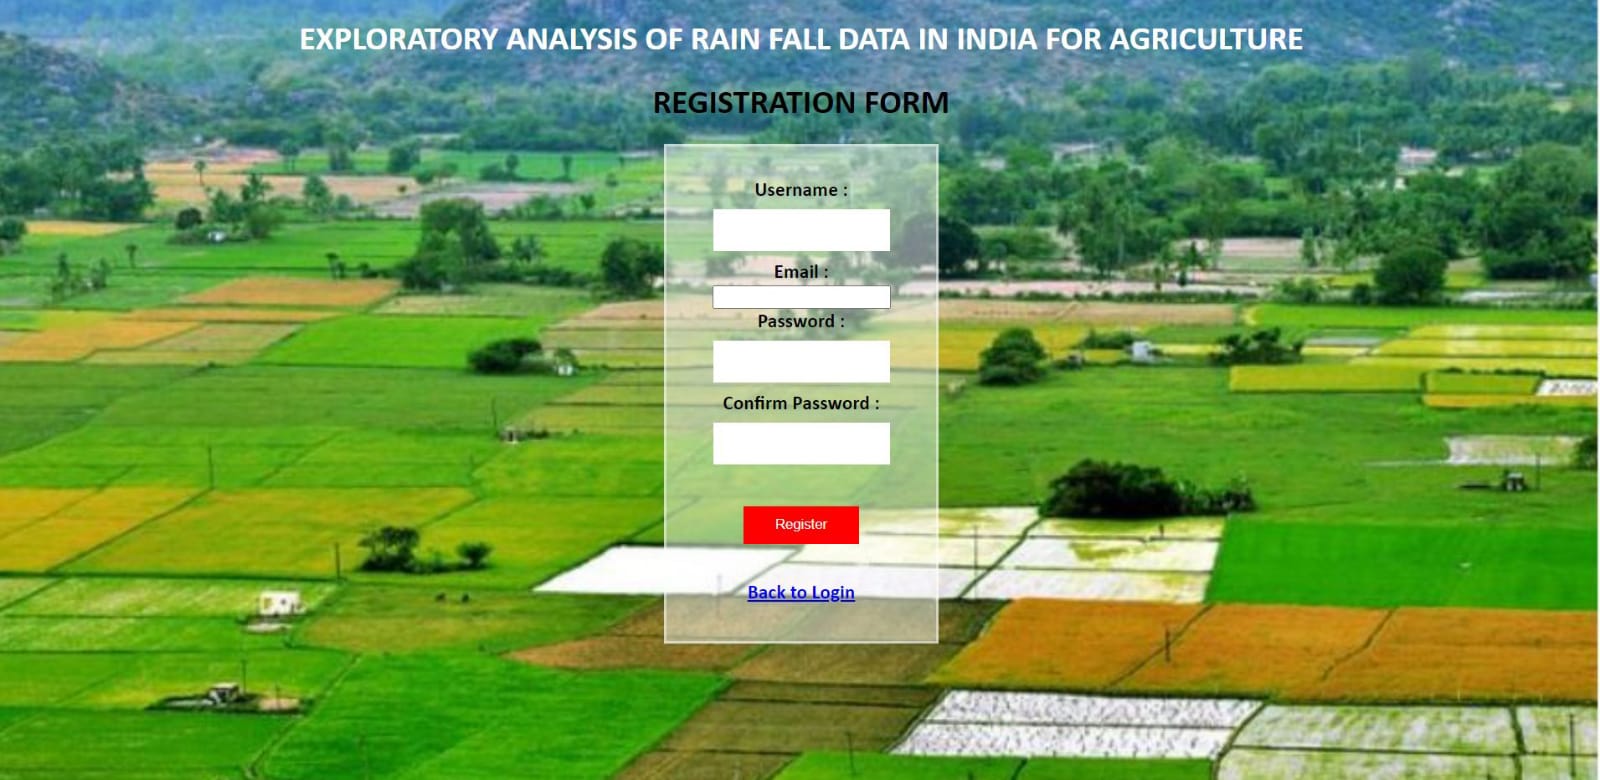 EXPLORATORY ANALYSIS OF RAIN FALL DATA IN INDIA FOR AGRICULTURE
REGISTRATION FORM
Username :
Email :
Password :
Confirm Password :
Register
Back to Login